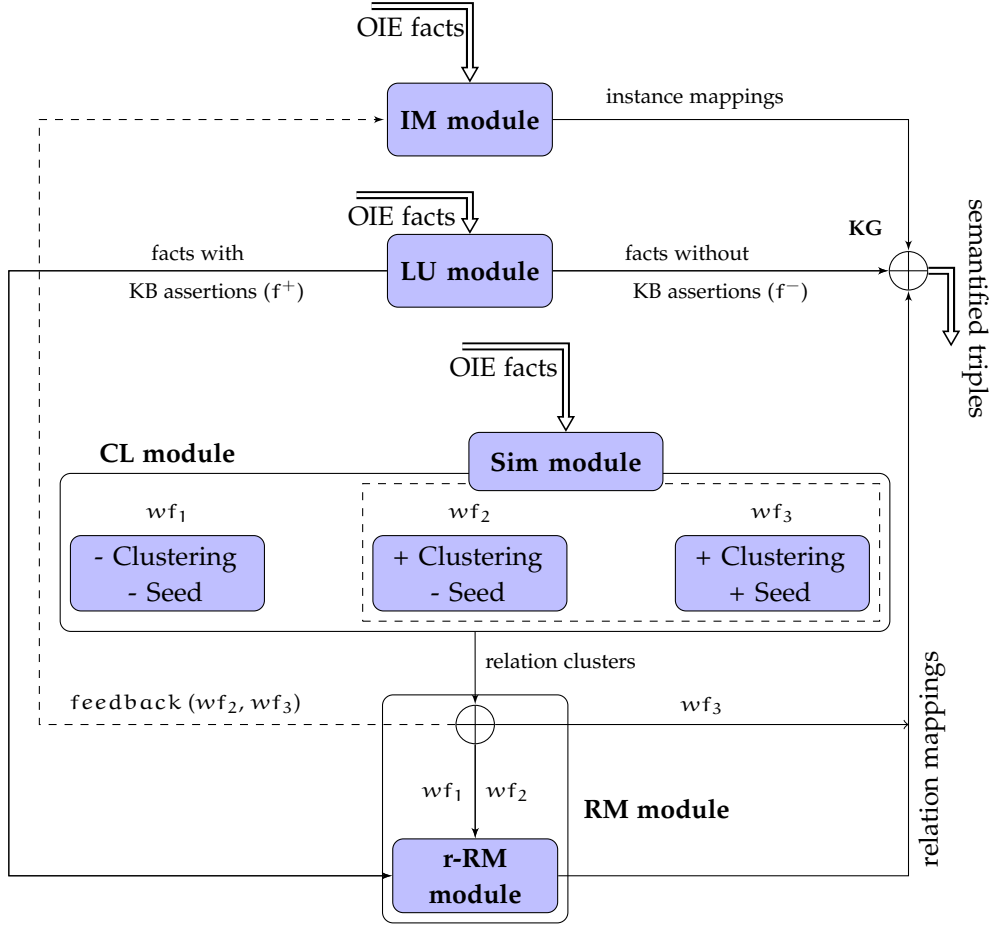 OIE facts
IM module
instance mappings
OIE facts
KG
facts with
LU module
facts without
KB assertions (f⁺)
KB assertions (f⁻)
semantified triples
OIE facts
CL module
Sim module
wf₁
wf₂
wf₃
- Clustering
- Seed
+ Clustering
- Seed
+ Clustering
+ Seed
relation clusters
feedback (wf₂, wf₃)
wf₃
relation mappings
wf₁
wf₂
RM module
r-RM
module